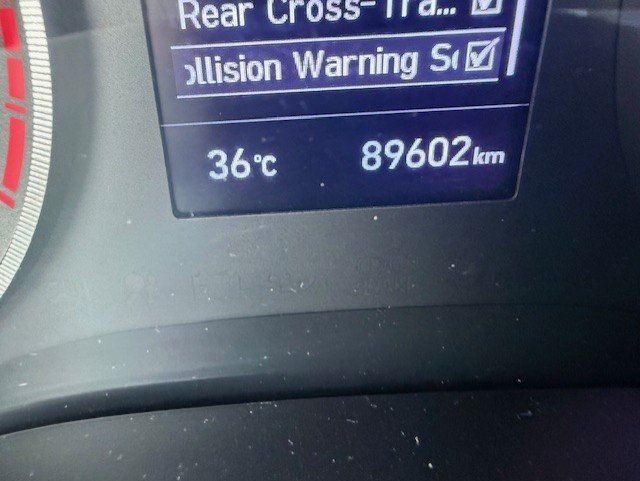 Rear Cross-Tra...
ollision Warning S
36°C 89602km